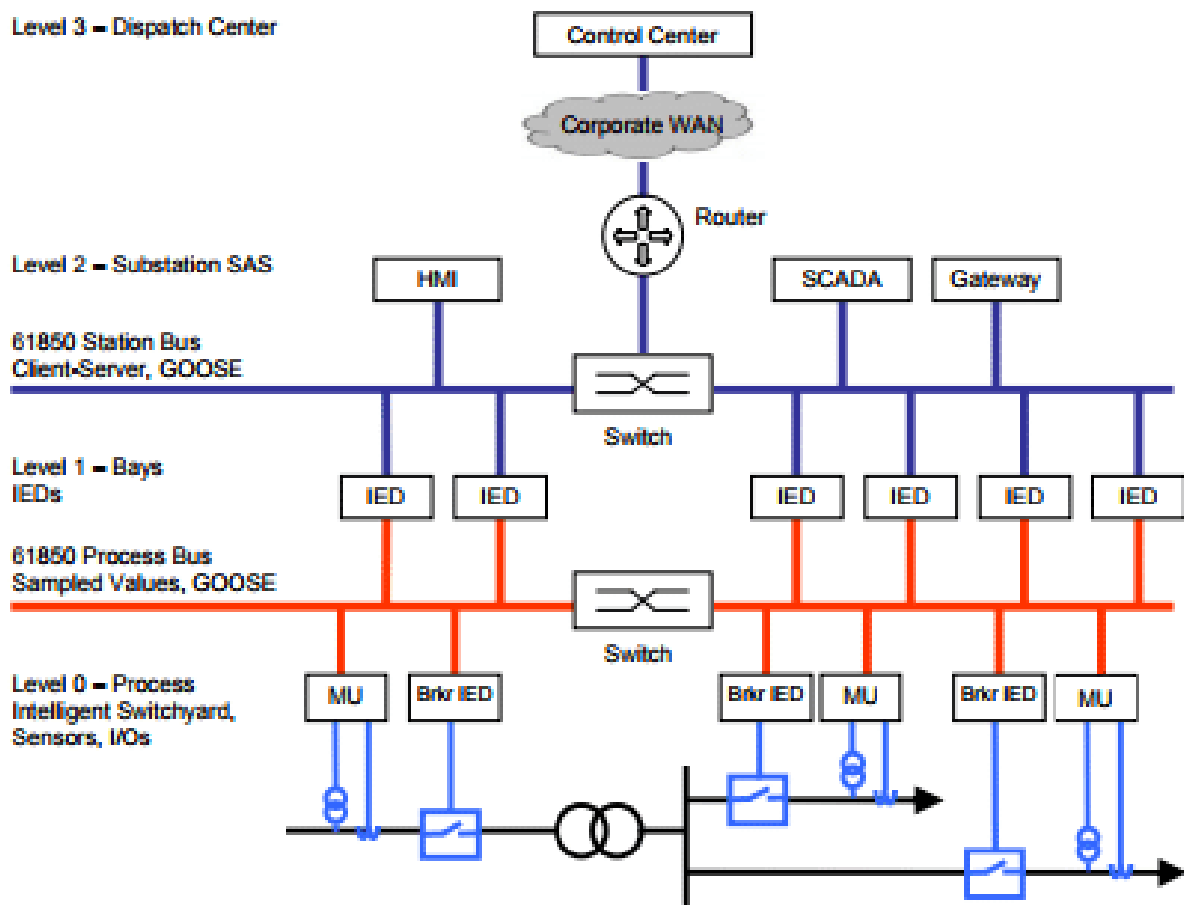 Level 3 – Dispatch Center
Control Center
Corporate WAN
Router
Level 2 – Substation SAS
HMI
SCADA
Gateway
61850 Station Bus
Client-Server, GOOSE
Switch
Level 1 – Bays
IEDs
IED
IED
IED
IED
IED
IED
61850 Process Bus
Sampled Values, GOOSE
Switch
Level 0 – Process
Intelligent Switchyard,
Sensors, I/Os
MU
Brkr IED
Brkr IED
MU
Brkr IED
MU